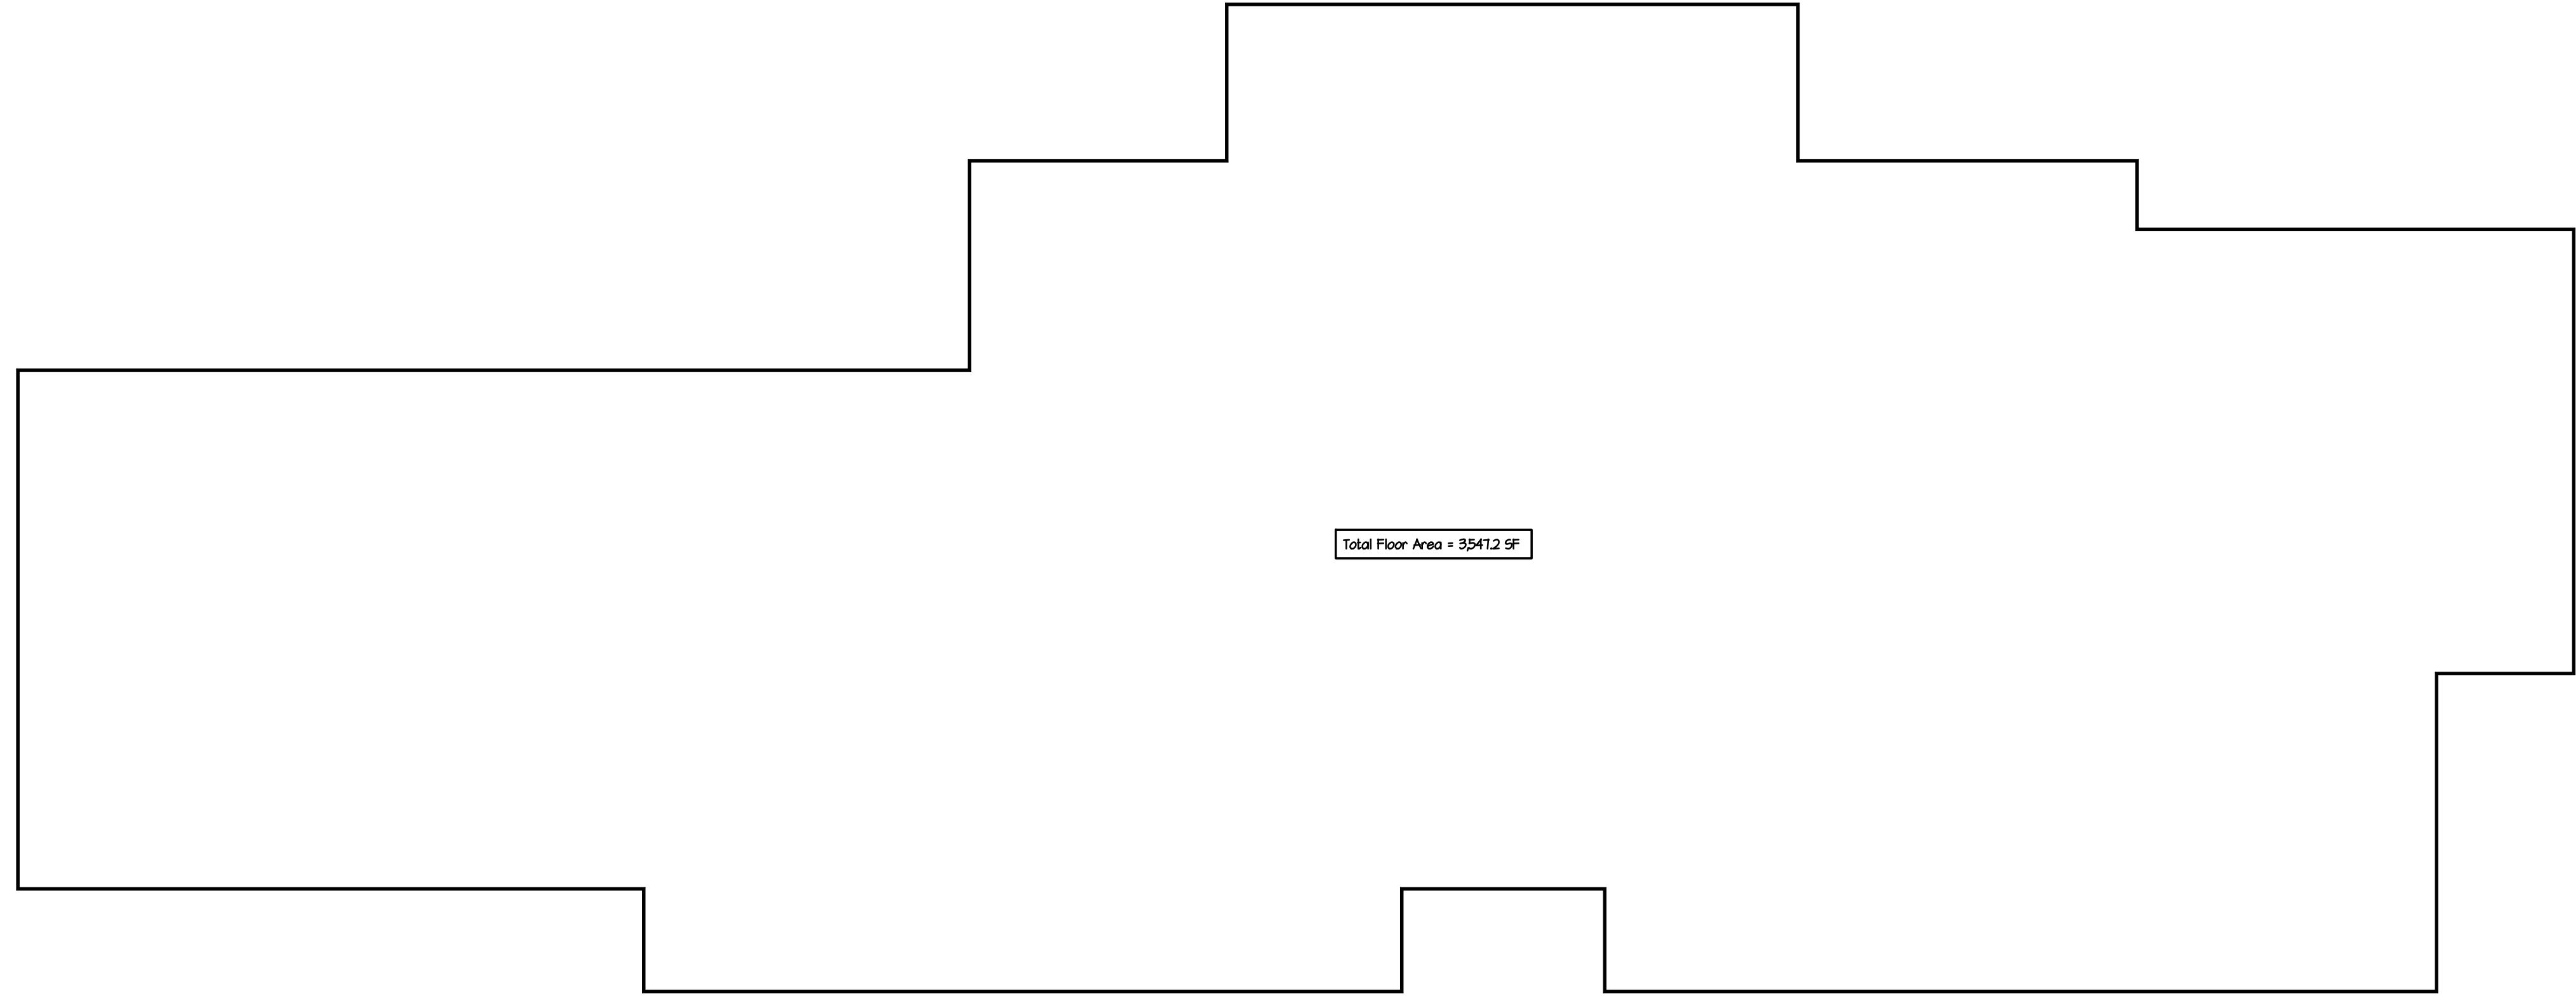 Total Floor Area = 3,547.2 SF